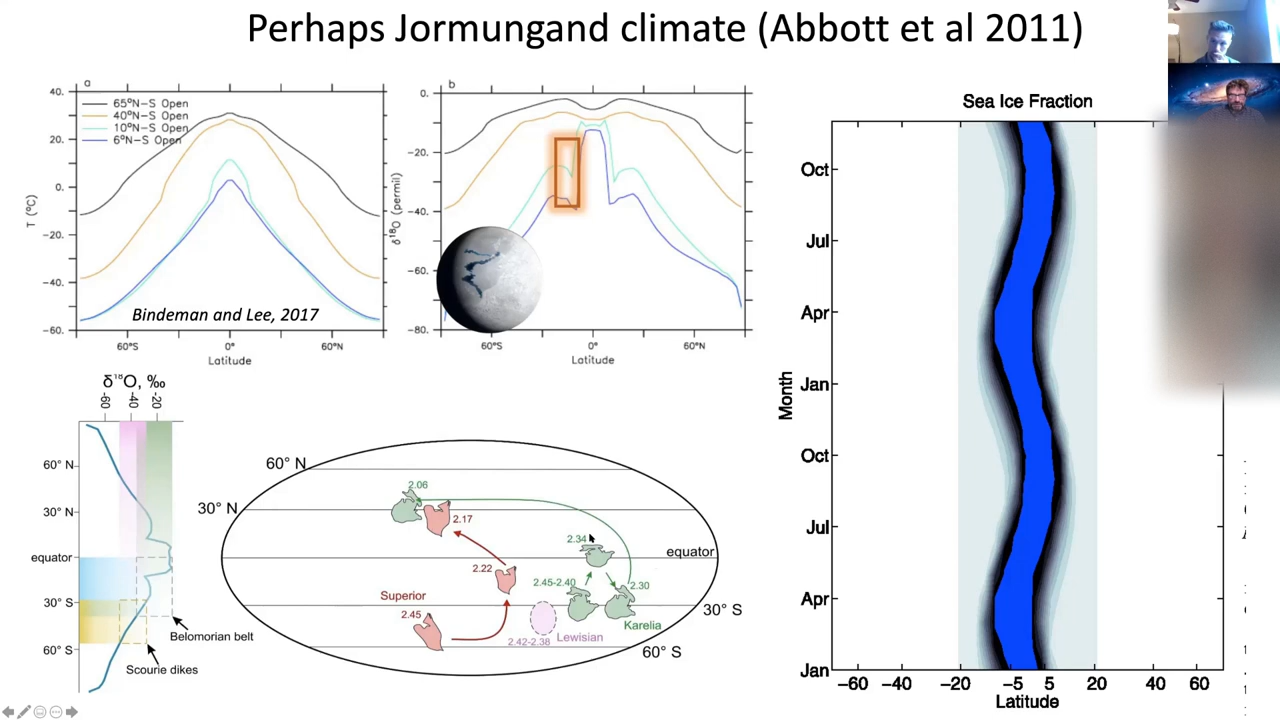 Perhaps Jormungand climate (Abbott et al 2011)
a
40.
20.
0.
-20.
-40.
-60.
T (°C)
65°N-S Open
40°N-S Open
10°N-S Open
6°N-S Open
Bindeman and Lee, 2017
60°S
0°
60°N
Latitude
b
0.
-20.
-40.
-60.
-80.
δ¹⁸O (permil)
60°S
0°
60°N
Latitude
Sea Ice Fraction
Oct
Jul
Apr
Jan
Oct
Jul
Apr
Jan
Month
-60
-40
-20
-5
5
20
40
60
Latitude
δ¹⁸O, ‰
-60
-40
-20
60° N
30° N
equator
30° S
60° S
Belomorian belt
Scourie dikes
60° N
30° N
equator
30° S
60° S
2.06
2.17
2.34
2.22
2.45-2.40
2.30
Superior
2.45
Karelia
Lewisian
2.42-2.38